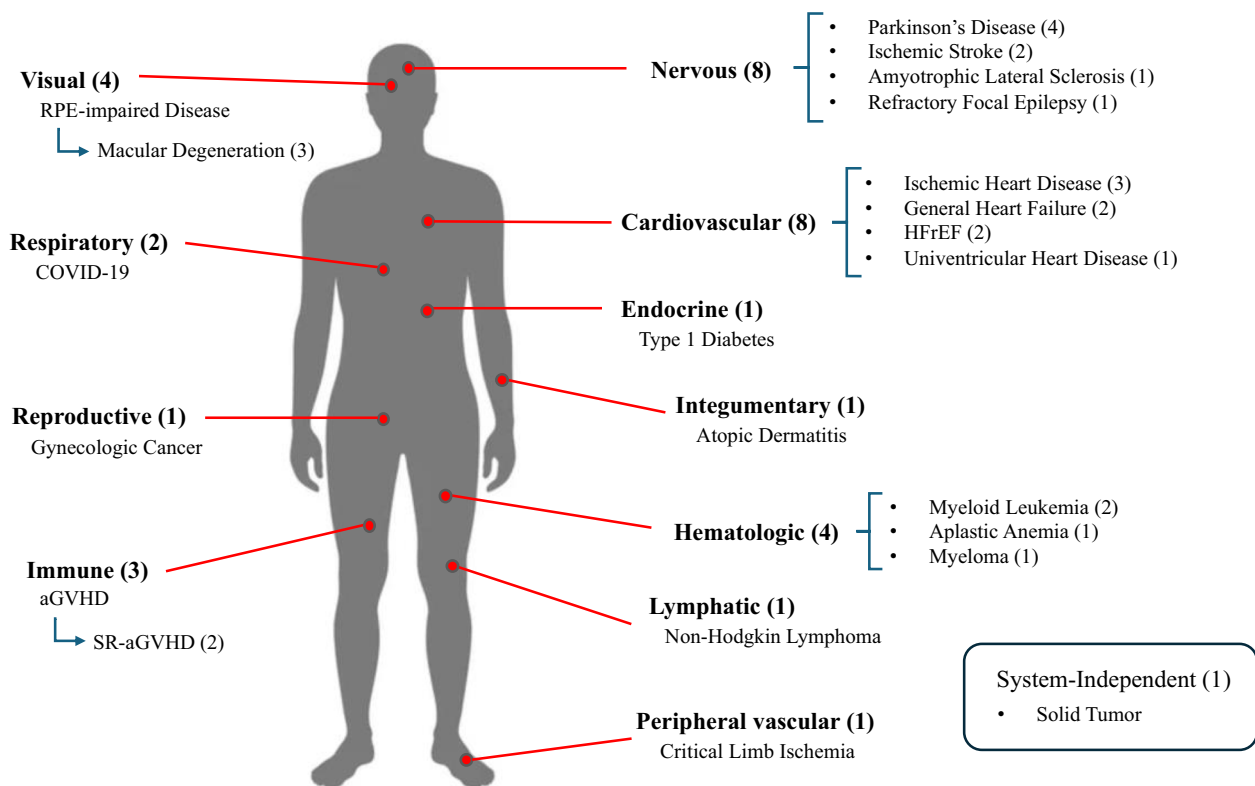 Visual (4)
RPE-impaired Disease
Macular Degeneration (3)
Respiratory (2)
COVID-19
Reproductive (1)
Gynecologic Cancer
Immune (3)
aGVHD
SR-aGVHD (2)
Nervous (8)
• Parkinson’s Disease (4)
• Ischemic Stroke (2)
• Amyotrophic Lateral Sclerosis (1)
• Refractory Focal Epilepsy (1)
Cardiovascular (8)
• Ischemic Heart Disease (3)
• General Heart Failure (2)
• HFrEF (2)
• Univentricular Heart Disease (1)
Endocrine (1)
Type 1 Diabetes
Integumentary (1)
Atopic Dermatitis
Hematologic (4)
• Myeloid Leukemia (2)
• Aplastic Anemia (1)
• Myeloma (1)
Lymphatic (1)
Non-Hodgkin Lymphoma
Peripheral vascular (1)
Critical Limb Ischemia
System-Independent (1)
• Solid Tumor